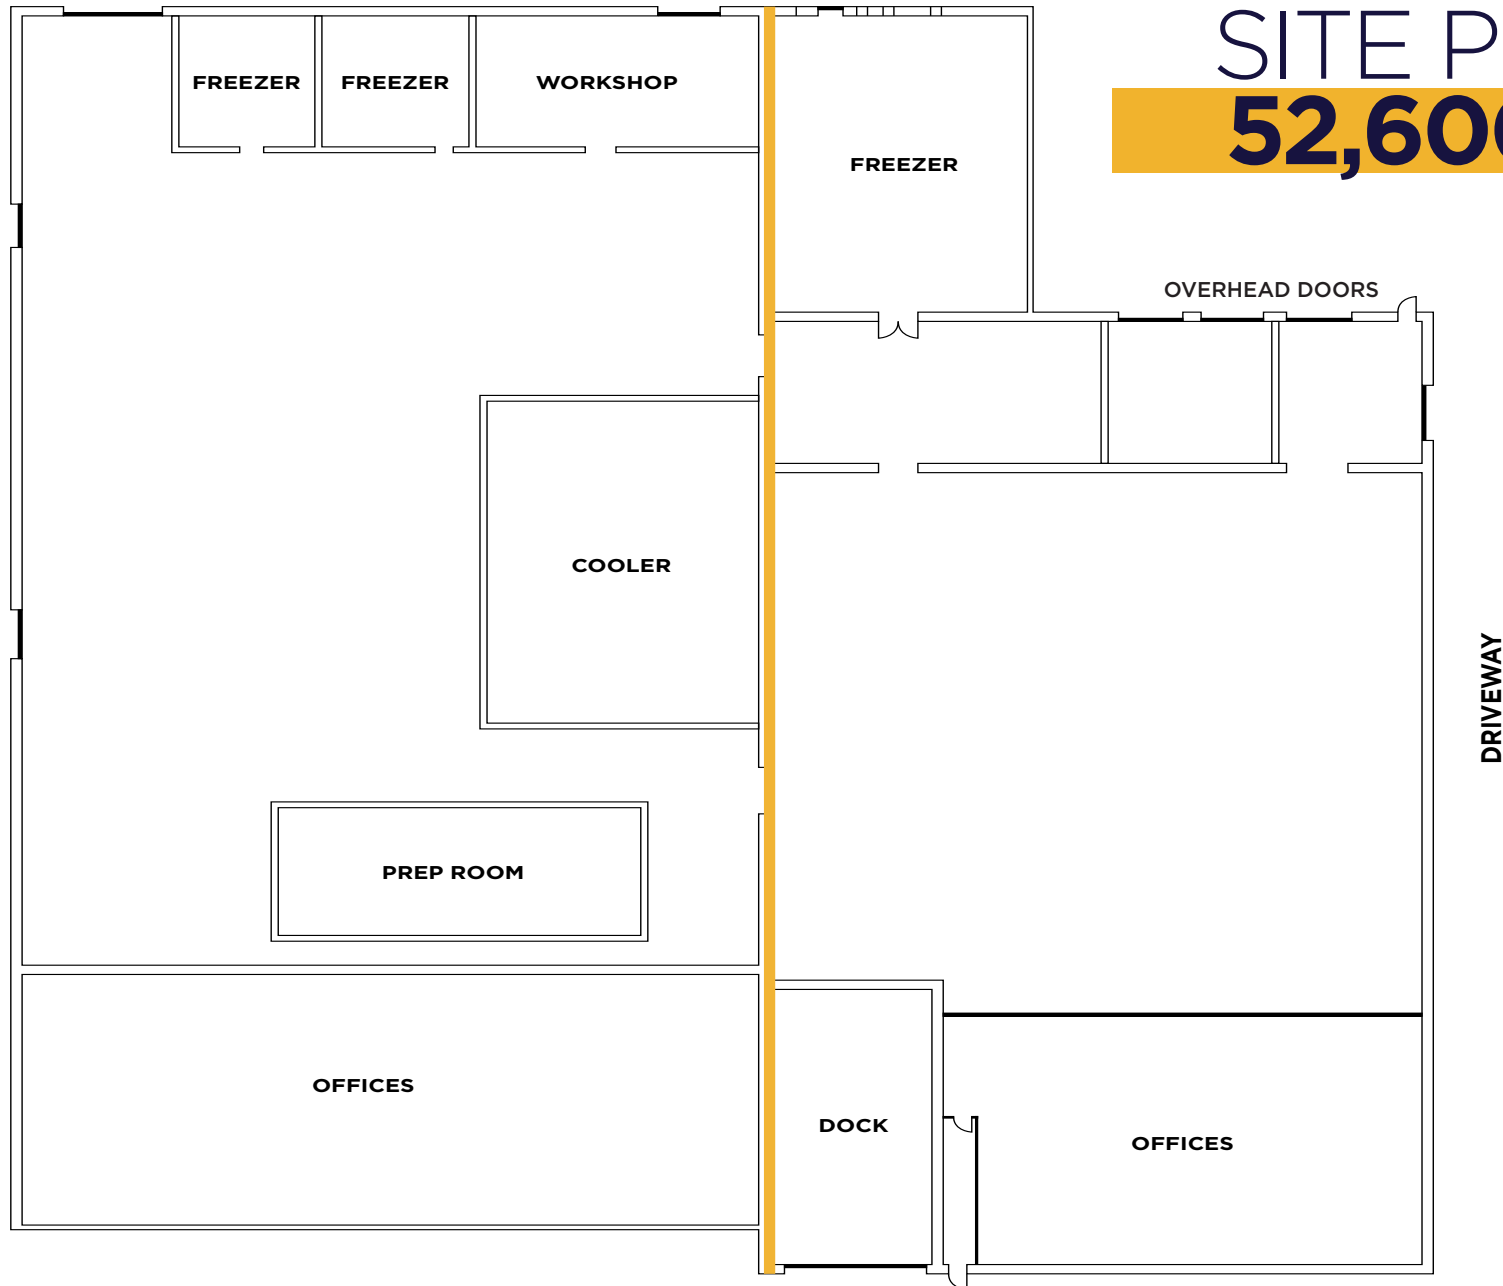 SITE P
52,60
FREEZER
FREEZER
WORKSHOP
FREEZER
OVERHEAD DOORS
COOLER
DRIVEWAY
PREP ROOM
OFFICES
DOCK
OFFICES